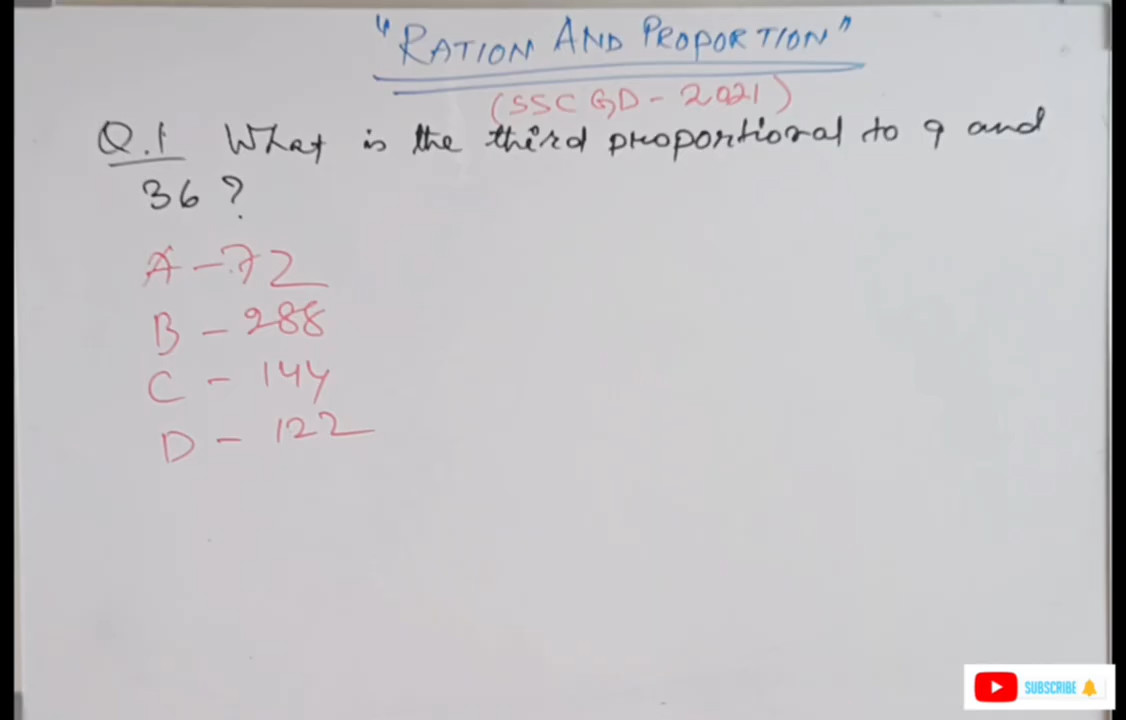 "RATION AND PROPORTION"
(SSC GD - 2021)
Q.1 What is the third proportional to 9 and
36 ?
A - 72
B - 288
C - 144
D - 122
SUBSCRIBE